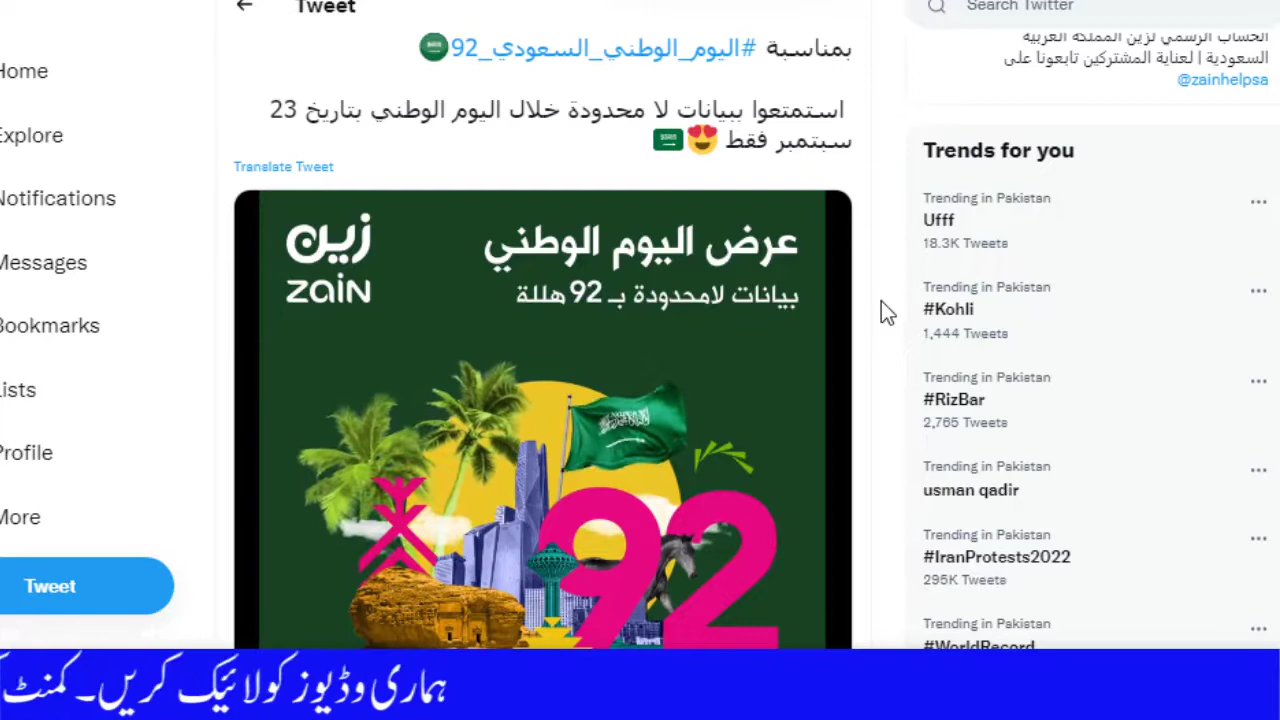 Tweet
Search Twitter
Home
Explore
Notifications
Messages
Bookmarks
Lists
Profile
More
Tweet
بمناسبة #اليوم_الوطني_السعودي_92
استمتعوا ببيانات لا محدودة خلال اليوم الوطني بتاريخ 23
سبتمبر فقط
Translate Tweet
زين
zain
عرض اليوم الوطني
بيانات لامحدودة بـ 92 هللة
92
الحساب الرسمي لزين المملكة العربية
السعودية | لعناية المشتركين تابعونا على
@zainhelpsa
Trends for you
Trending in Pakistan
Ufff
18.3K Tweets
Trending in Pakistan
#Kohli
1,444 Tweets
Trending in Pakistan
#RizBar
2,765 Tweets
Trending in Pakistan
usman qadir
Trending in Pakistan
#IranProtests2022
295K Tweets
Trending in Pakistan
#WorldRecord
ہماری وڈیوز کو لائیک کریں۔ کمنٹ